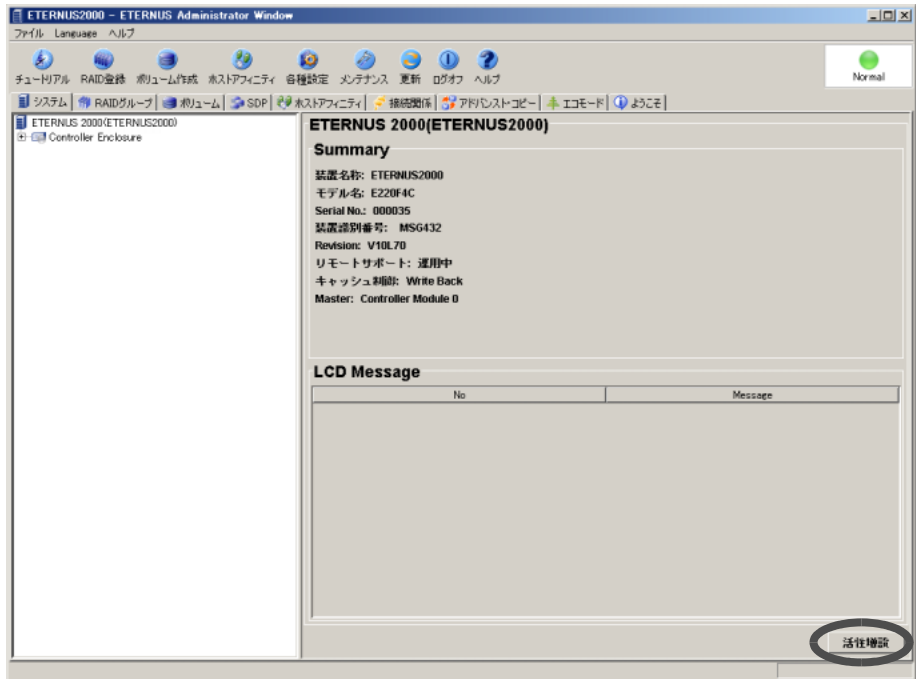 ETERNUS2000 - ETERNUS Administrator Window
ファイル Language ヘルプ
チュートリアル RAID登録 ボリューム作成 ホストアフィニティ 各種設定 メンテナンス 更新 ログオフ ヘルプ
Normal
システム RAIDグループ ボリューム SDP ホストアフィニティ 接続関係 アドバンスト・コピー エコモード ようこそ
ETERNUS 2000(ETERNUS2000)
Controller Enclosure
ETERNUS 2000(ETERNUS2000)
Summary
装置名称: ETERNUS2000
モデル名: E220F4C
Serial No.: 000035
装置識別番号: MSG432
Revision: V10L70
リモートサポート: 運用中
キャッシュ制御: Write Back
Master: Controller Module 0
LCD Message
No Message
活性増設